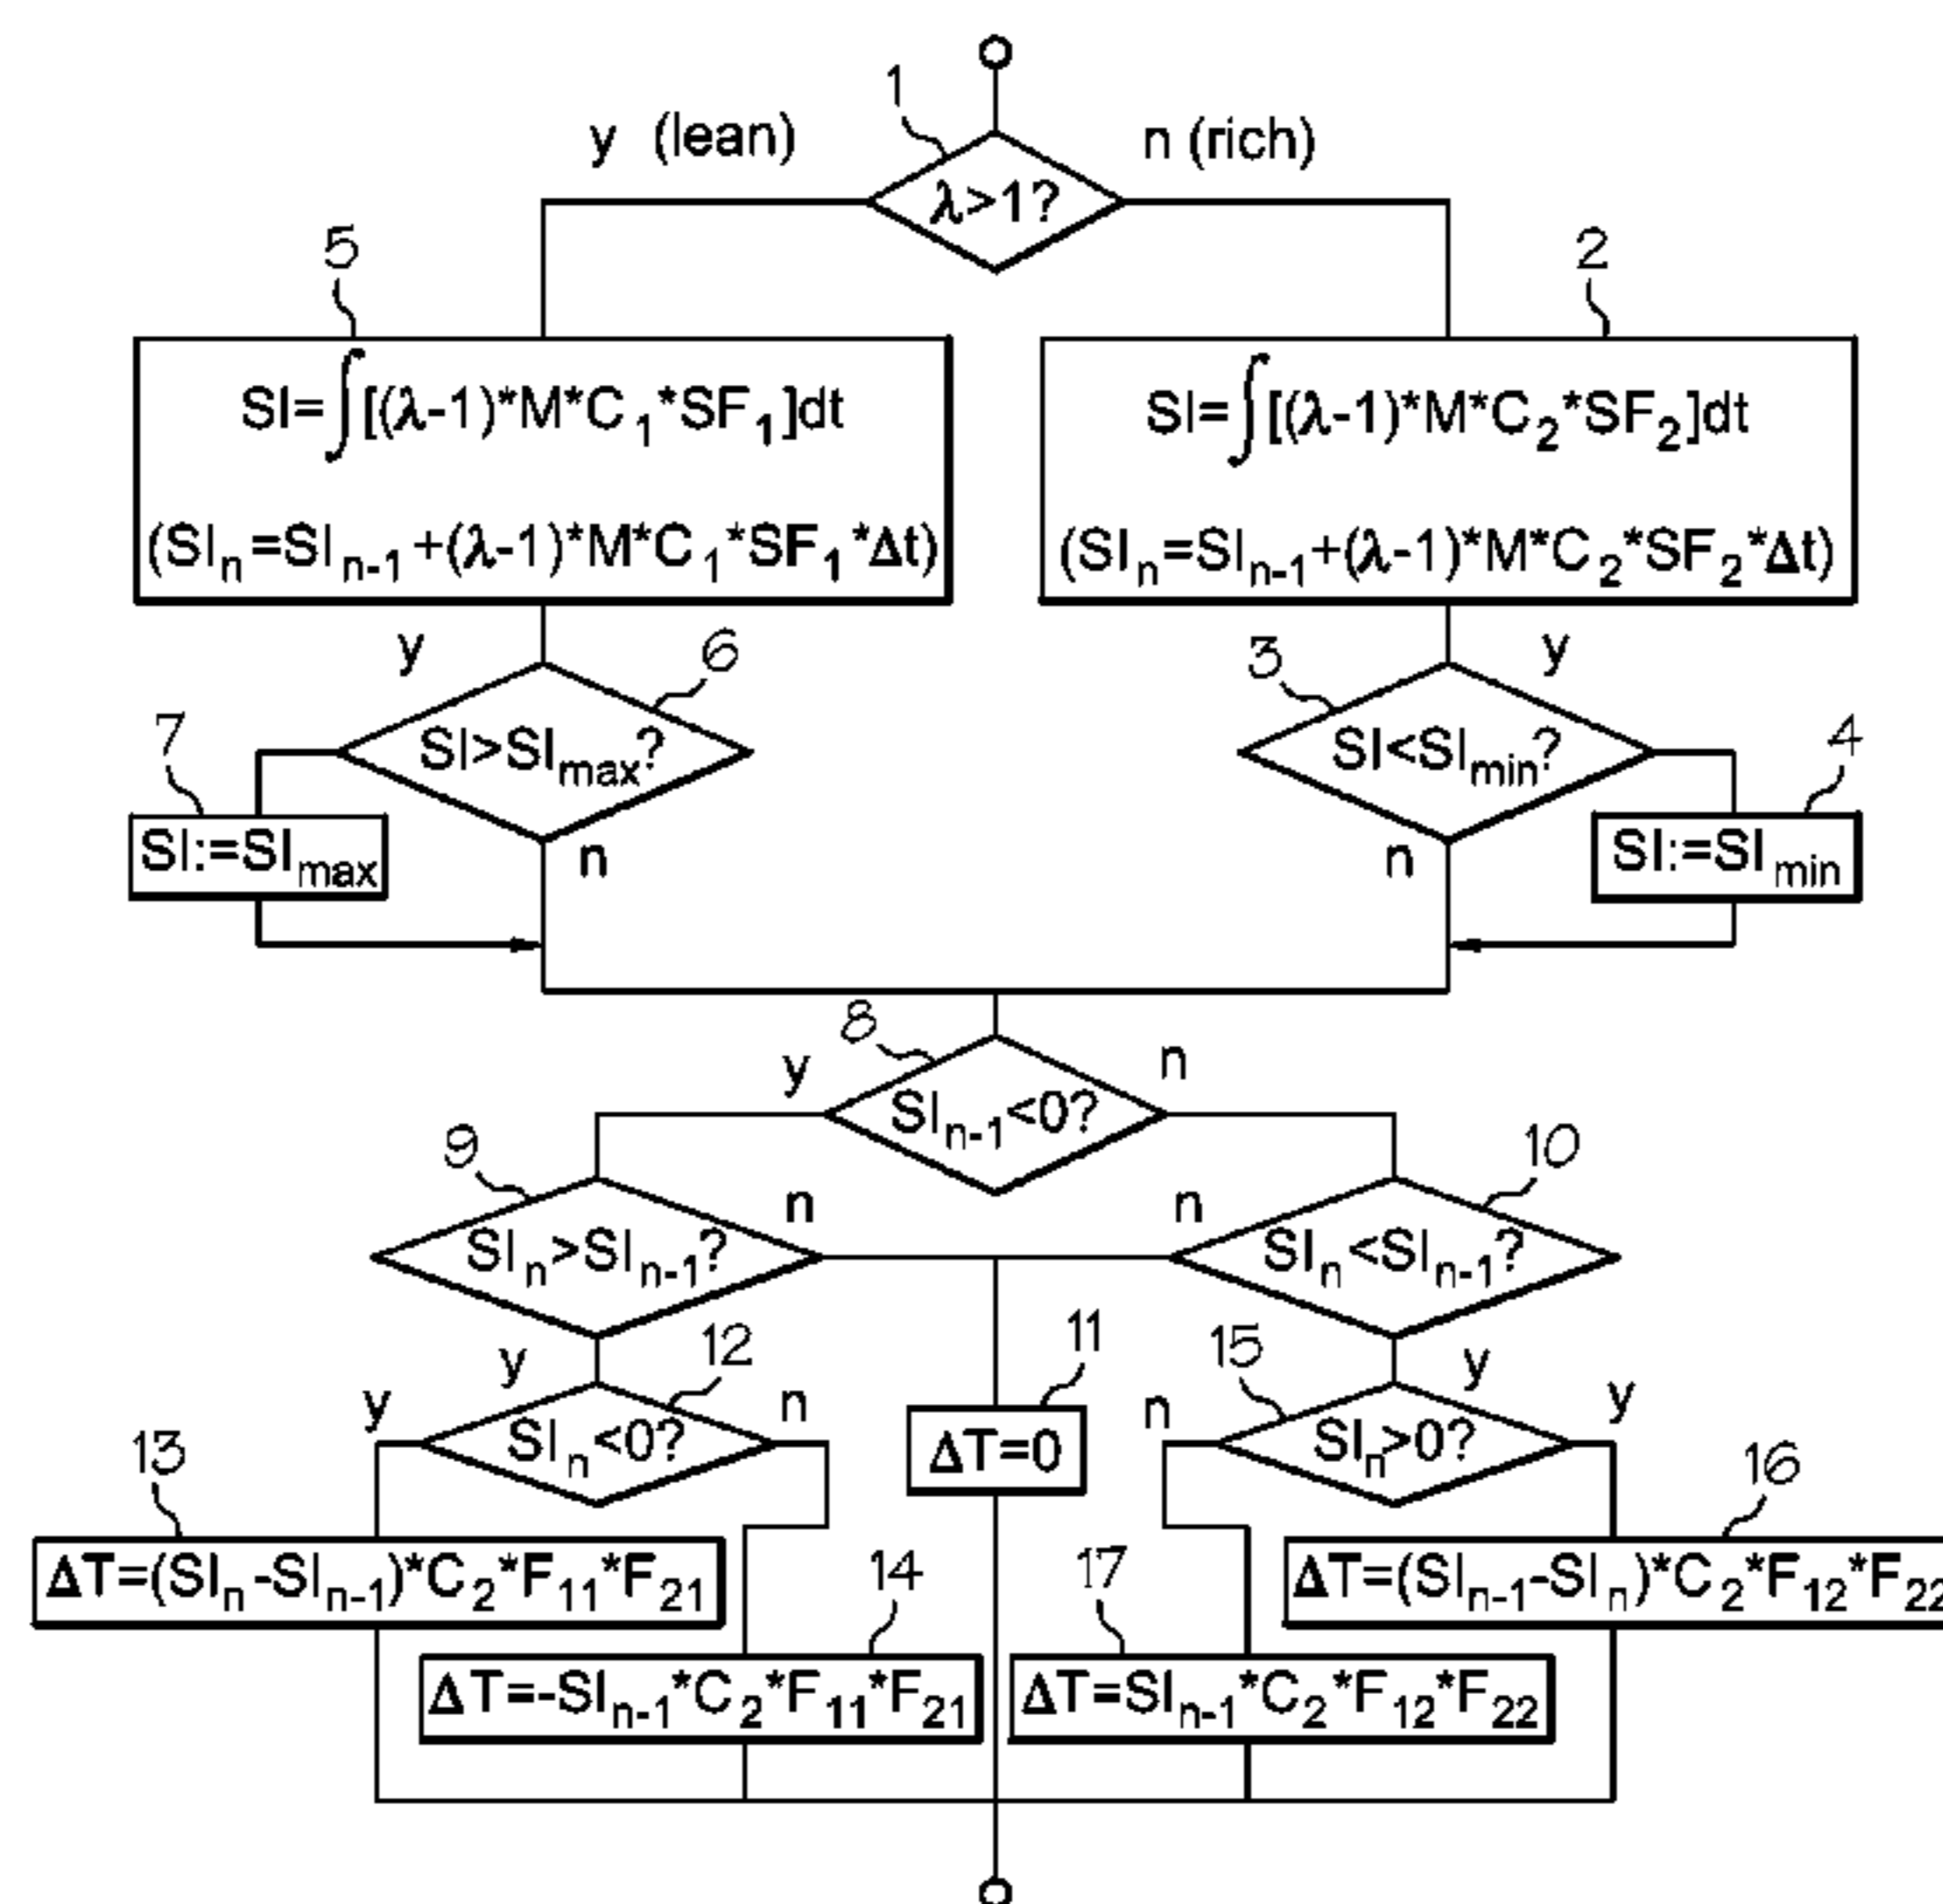 1
y (lean)
n (rich)
λ>1?
5
2
SI=∫[(λ-1)*M*C₁*SF₁]dt
(SIₙ=SIₙ₋₁+(λ-1)*M*C₁*SF₁*Δt)
SI=∫[(λ-1)*M*C₂*SF₂]dt
(SIₙ=SIₙ₋₁+(λ-1)*M*C₂*SF₂*Δt)
y
6
3
y
SI>SI_max?
SI<SI_min?
7
4
SI:=SI_max
n
n
SI:=SI_min
8
y
n
SIₙ₋₁<0?
9
10
n
n
SIₙ>SIₙ₋₁?
SIₙ<SIₙ₋₁?
y
12
11
15
y
y
n
n
y
SIₙ<0?
ΔT=0
SIₙ>0?
13
16
ΔT=(SIₙ-SIₙ₋₁)*C₂*F₁₁*F₂₁
14
17
ΔT=(SIₙ₋₁-SIₙ)*C₂*F₁₂*F₂₂
ΔT=-SIₙ₋₁*C₂*F₁₁*F₂₁
ΔT=SIₙ₋₁*C₂*F₁₂*F₂₂